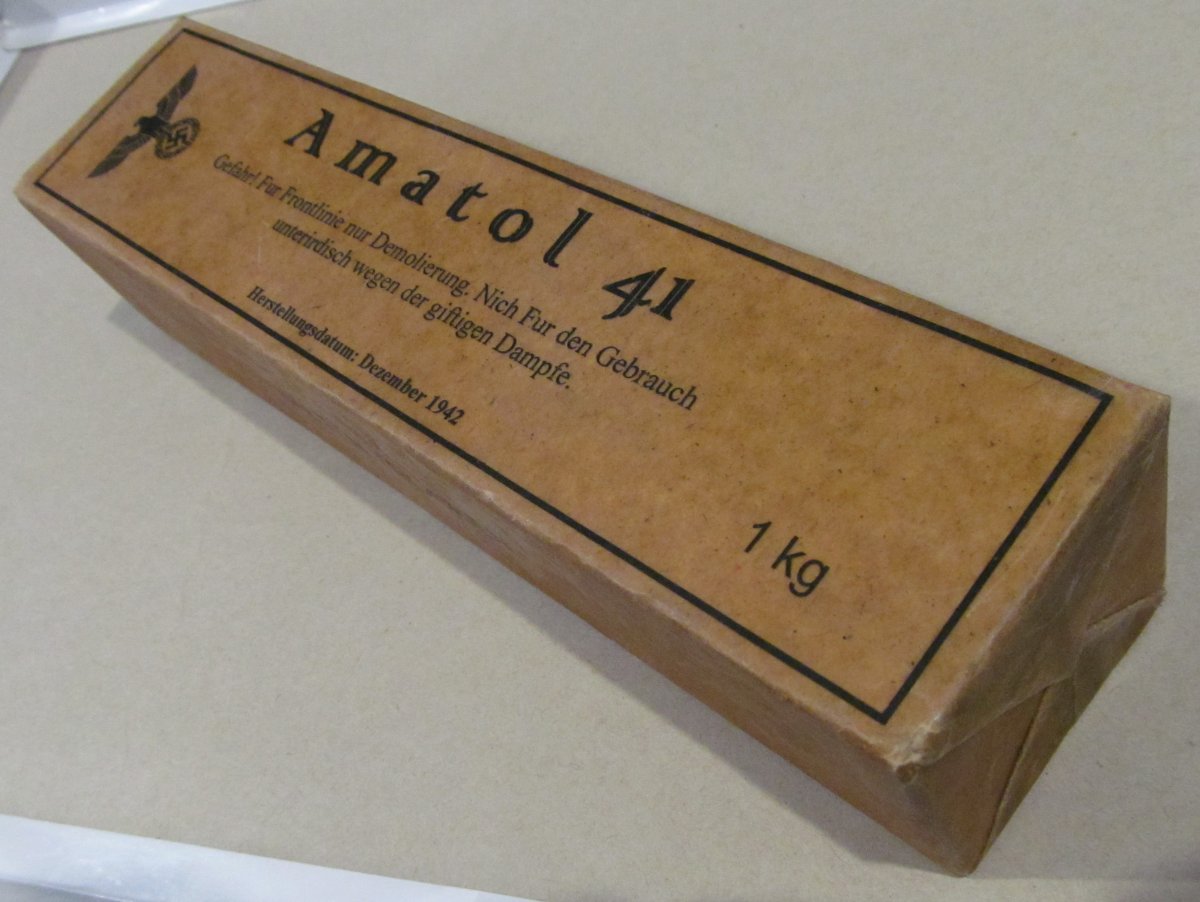 Amatol 41
Gefahr! Fur Frontlinie nur Demolierung. Nich Fur den Gebrauch
unterirdisch wegen der giftigen Dampfe.
Herstellungsdatum: Dezember 1942
1 kg